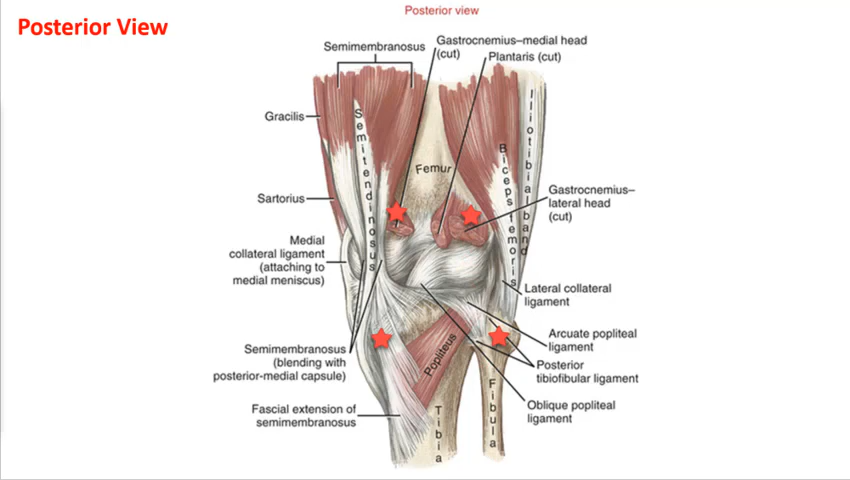 Posterior View
Posterior view
Semimembranosus
Gastrocnemius–medial head
(cut)
Plantaris (cut)
Gracilis
Semitendinosus
Iliotibial band
Biceps femoris
Femur
Sartorius
Gastrocnemius–
lateral head
(cut)
Medial
collateral ligament
(attaching to
medial meniscus)
Lateral collateral
ligament
Arcuate popliteal
ligament
Semimembranosus
(blending with
posterior-medial capsule)
Popliteus
Posterior
tibiofibular ligament
Fascial extension of
semimembranosus
Tibia
Fibula
Oblique popliteal
ligament